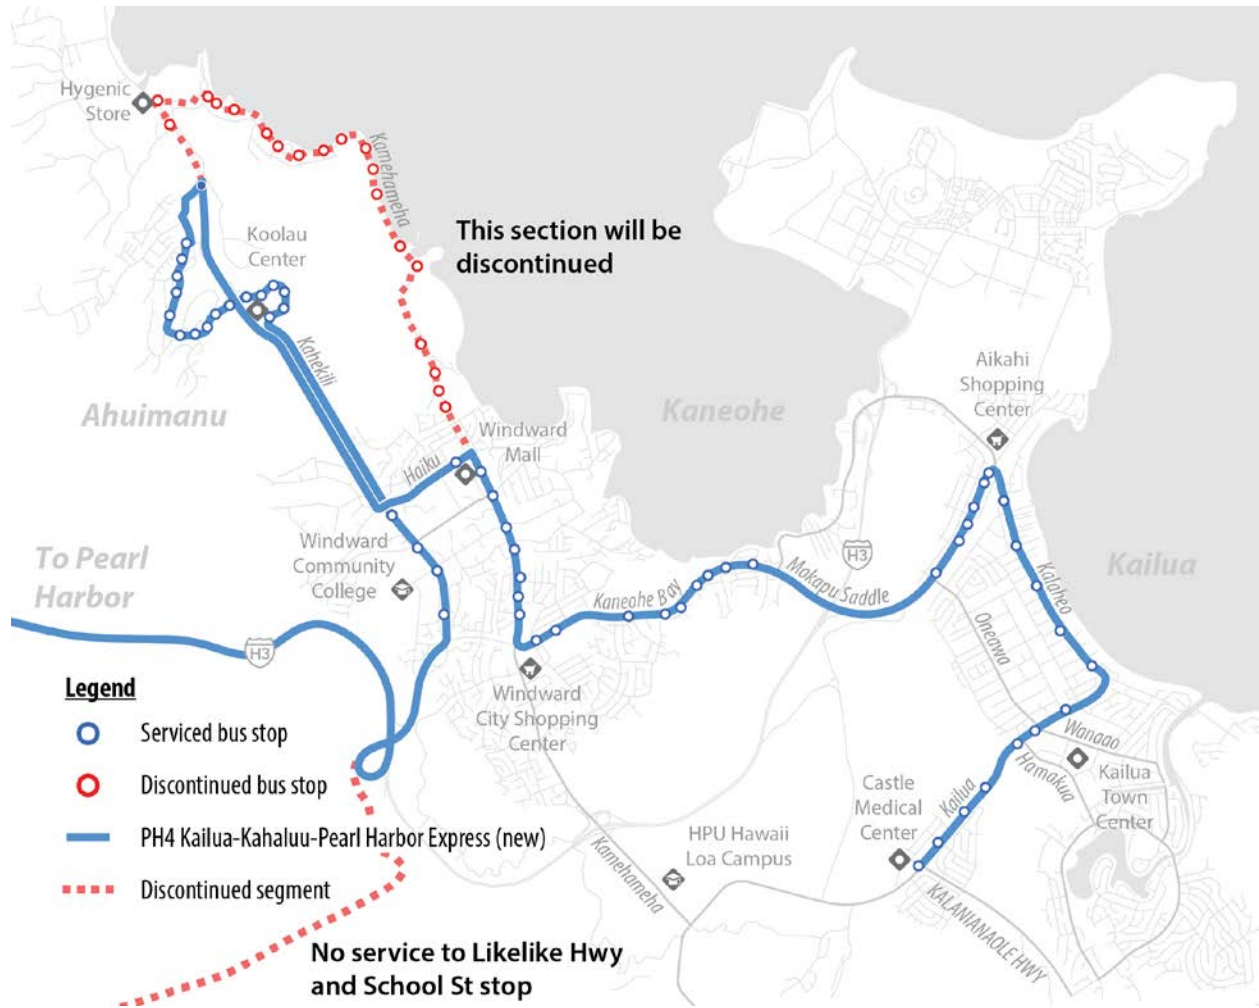 Hygenic
Store
Kamehameha
This section will be
discontinued
Koolau
Center
Kahekili
Aikahi
Shopping
Center
Ahuimanu
Kaneohe
Windward
Mall
Haiku
To Pearl
Harbor
Windward
Community
College
H3
Mokapu Saddle
Kailua
Kaneohe Bay
Kalaheo
Oneawa
H3
Legend
Serviced bus stop
Discontinued bus stop
PH4 Kailua-Kahaluu-Pearl Harbor Express (new)
Discontinued segment
Windward
City Shopping
Center
Wanaao
Hamakua
Kailua
Town
Center
Castle
Medical
Center
Kailua
HPU Hawaii
Loa Campus
Kamehameha
KALANIANAOLE HWY
No service to Likelike Hwy
and School St stop